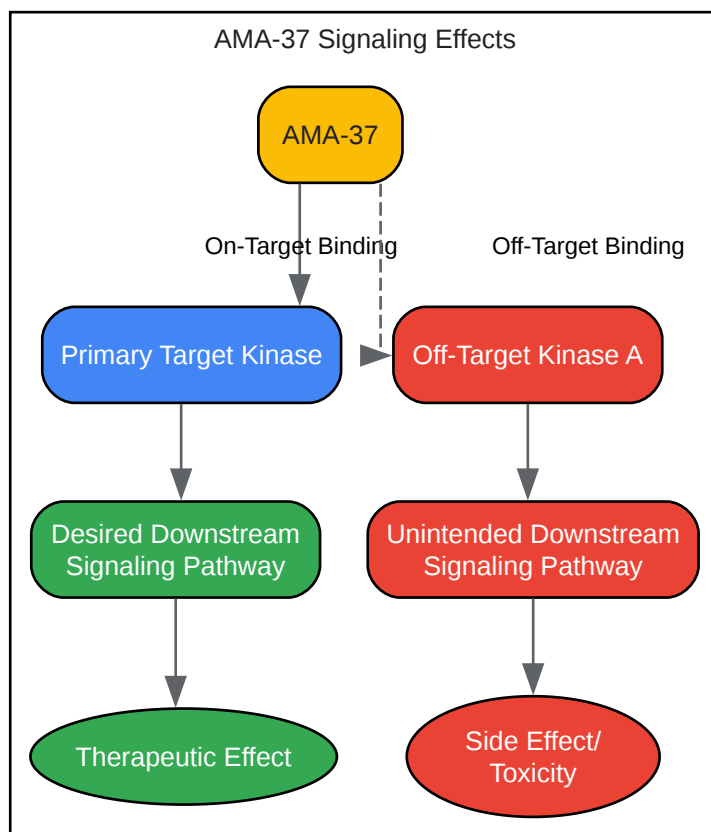 AMA-37 Signaling Effects
AMA-37
On-Target Binding
Off-Target Binding
Primary Target Kinase
Off-Target Kinase A
Desired Downstream
Signaling Pathway
Unintended Downstream
Signaling Pathway
Therapeutic Effect
Side Effect/
Toxicity